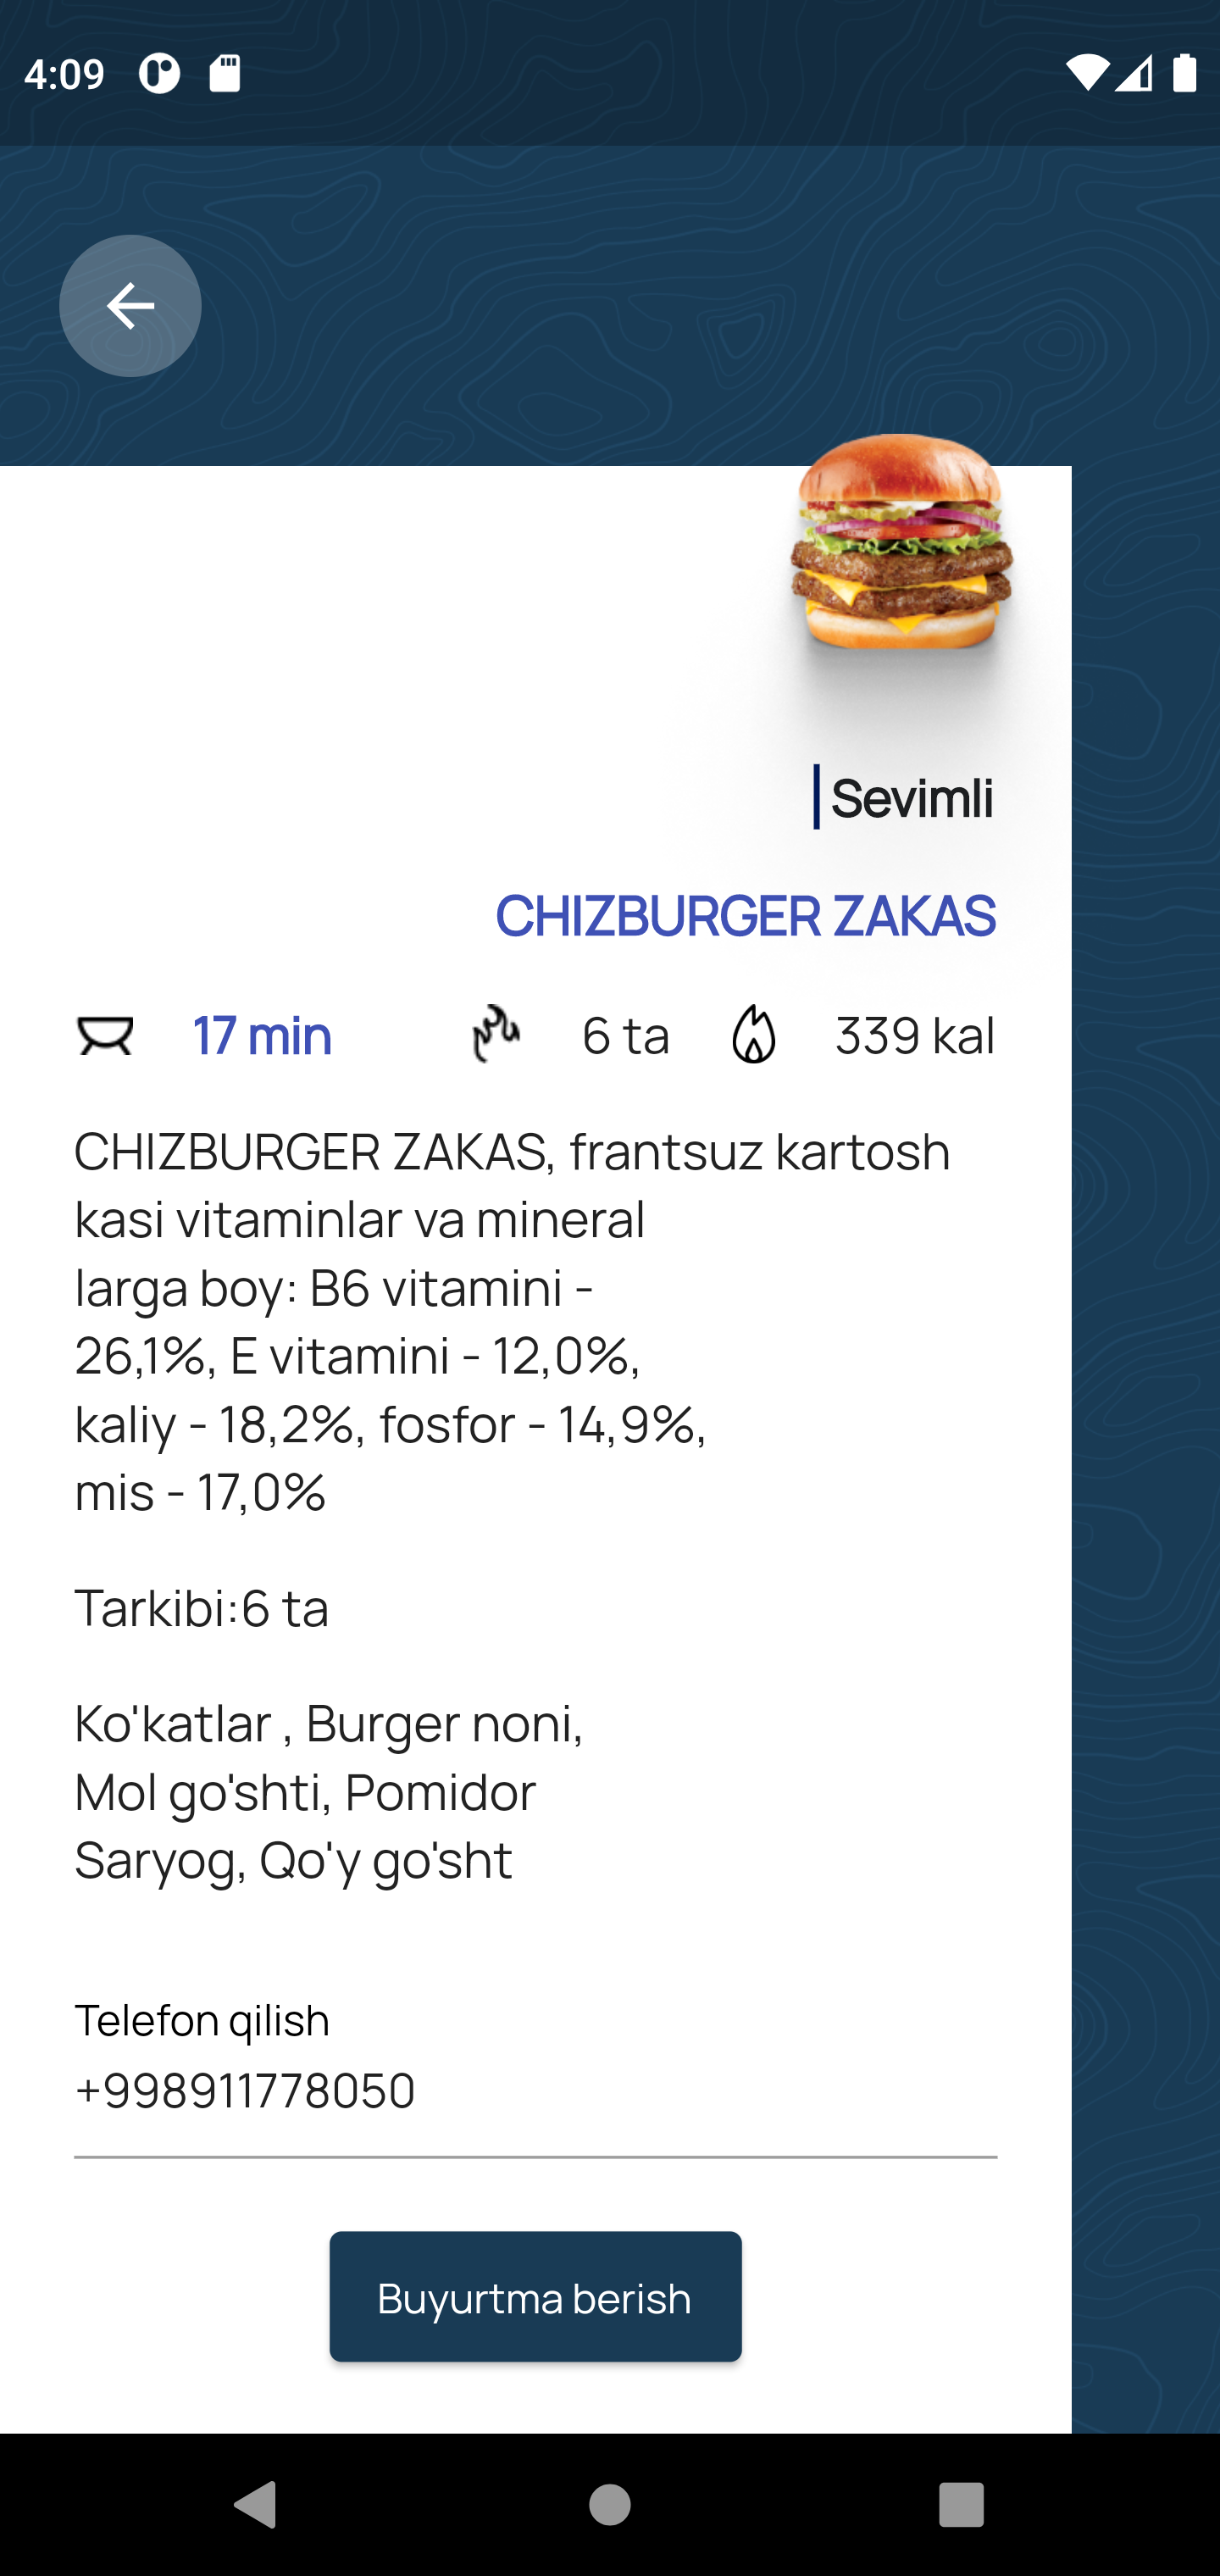 4:09
Sevimli
CHIZBURGER ZAKAS
17 min 6 ta 339 kal
CHIZBURGER ZAKAS, frantsuz kartosh
kasi vitaminlar va mineral
larga boy: B6 vitamini -
26,1%, E vitamini - 12,0%,
kaliy - 18,2%, fosfor - 14,9%,
mis - 17,0%
Tarkibi:6 ta
Ko'katlar , Burger noni,
Mol go'shti, Pomidor
Saryog, Qo'y go'sht
Telefon qilish
+998911778050
Buyurtma berish